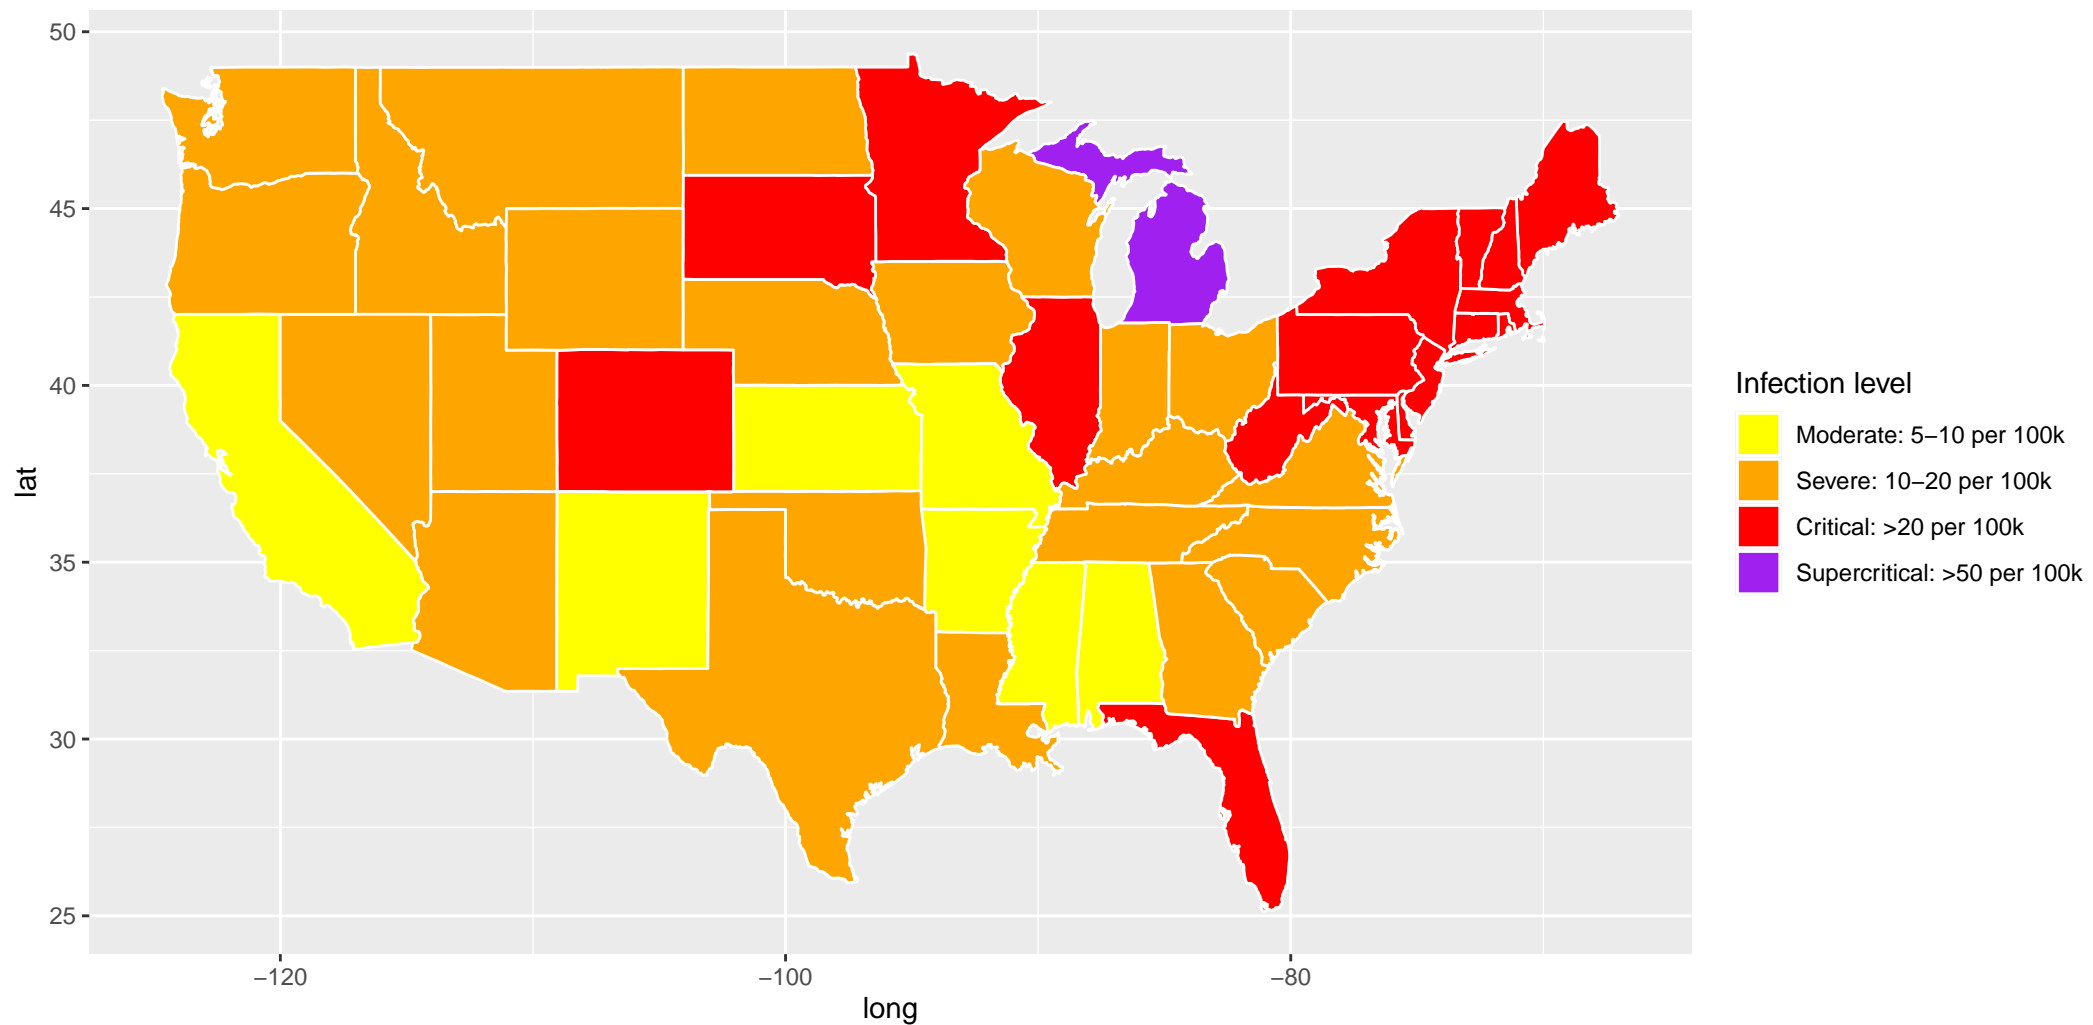 50
45
40
35
30
25
lat
−120
−100
−80
long
Infection level
Moderate: 5−10 per 100k
Severe: 10−20 per 100k
Critical: >20 per 100k
Supercritical: >50 per 100k